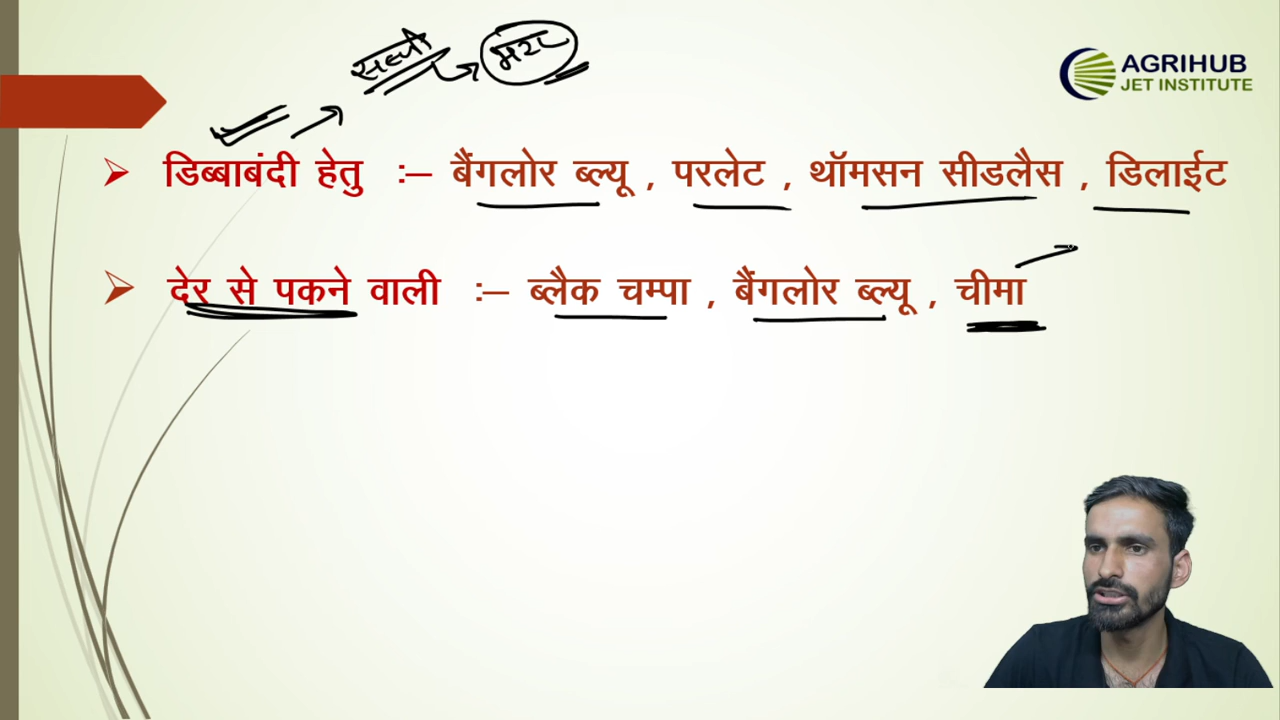 सब्जी मटर
AGRIHUB
JET INSTITUTE
डिब्बाबंदी हेतु :– बैंगलोर ब्ल्यू , परलेट , थॉमसन सीडलैस , डिलाईट
देर से पकने वाली :– ब्लैक चम्पा , बैंगलोर ब्ल्यू , चीमा